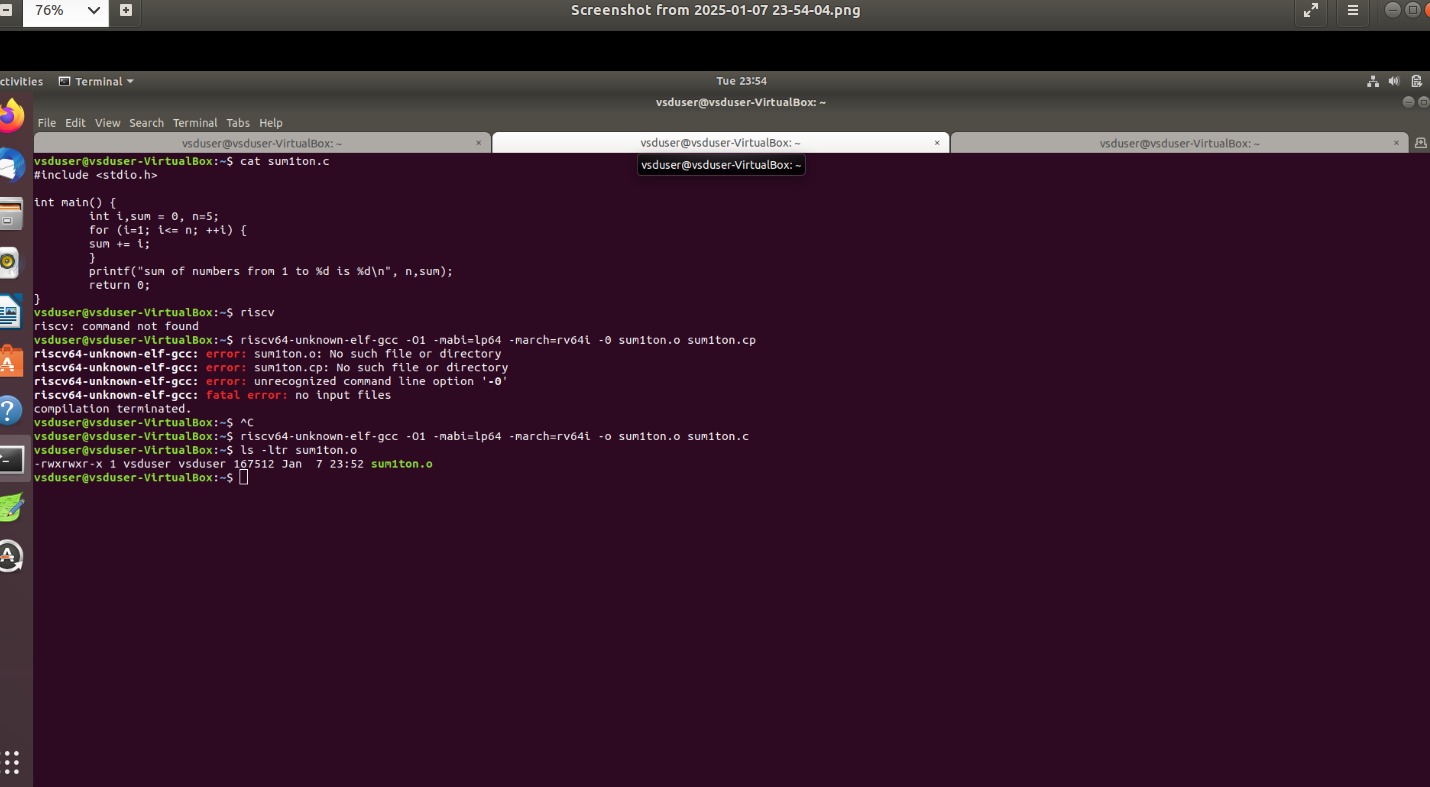 76%
Screenshot from 2025-01-07 23-54-04.png
ctivities
Terminal
Tue 23:54
vsduser@vsduser-VirtualBox: ~
File Edit View Search Terminal Tabs Help
vsduser@vsduser-VirtualBox: ~ × vsduser@vsduser-VirtualBox: ~ × vsduser@vsduser-VirtualBox: ~ ×
vsduser@vsduser-VirtualBox: ~
vsduser@vsduser-VirtualBox:~$ cat sum1ton.c
#include <stdio.h>
int main() {
        int i,sum = 0, n=5;
        for (i=1; i<= n; ++i) {
        sum += i;
        }
        printf("sum of numbers from 1 to %d is %d\n", n,sum);
        return 0;
}
vsduser@vsduser-VirtualBox:~$ riscv
riscv: command not found
vsduser@vsduser-VirtualBox:~$ riscv64-unknown-elf-gcc -O1 -mabi=lp64 -march=rv64i -0 sum1ton.o sum1ton.cp
riscv64-unknown-elf-gcc: error: sum1ton.o: No such file or directory
riscv64-unknown-elf-gcc: error: sum1ton.cp: No such file or directory
riscv64-unknown-elf-gcc: error: unrecognized command line option '-0'
riscv64-unknown-elf-gcc: fatal error: no input files
compilation terminated.
vsduser@vsduser-VirtualBox:~$ ^C
vsduser@vsduser-VirtualBox:~$ riscv64-unknown-elf-gcc -O1 -mabi=lp64 -march=rv64i -o sum1ton.o sum1ton.c
vsduser@vsduser-VirtualBox:~$ ls -ltr sum1ton.o
-rwxrwxr-x 1 vsduser vsduser 167512 Jan  7 23:52 sum1ton.o
vsduser@vsduser-VirtualBox:~$